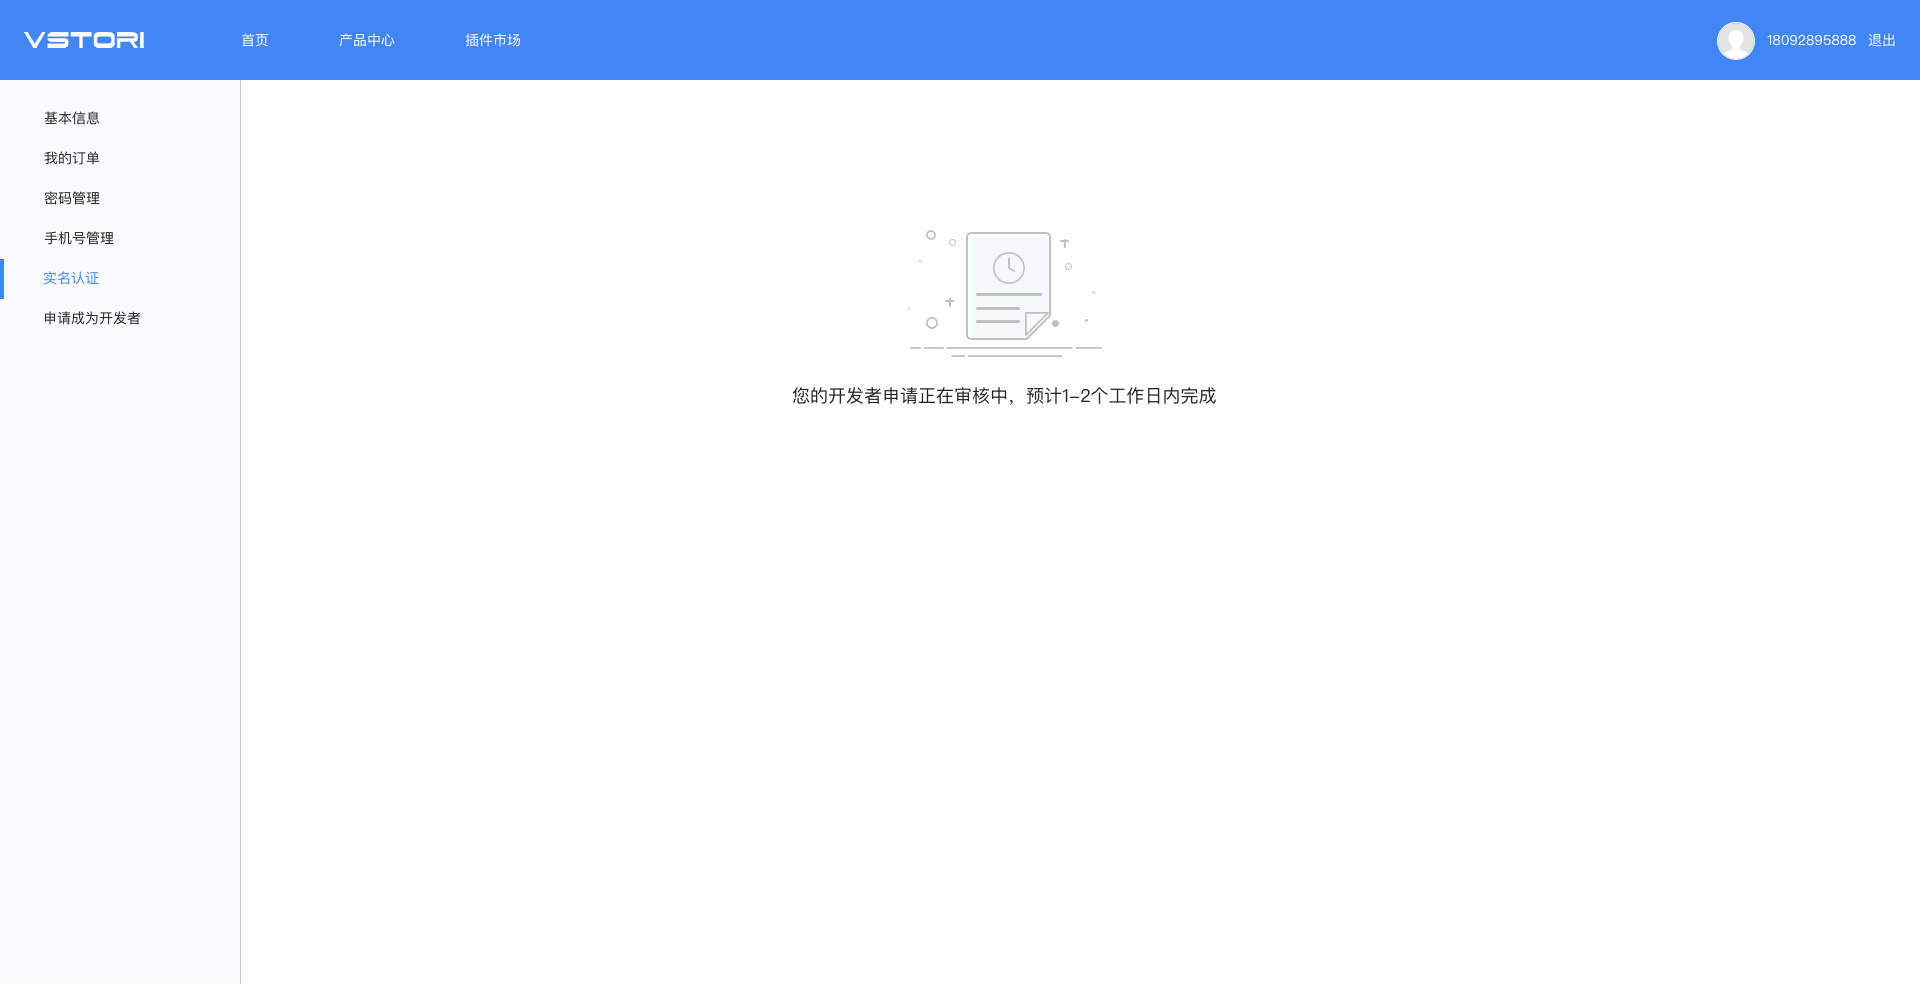 VSTORI
首页 产品中心 插件市场
18092895888 退出
基本信息
我的订单
密码管理
手机号管理
实名认证
申请成为开发者
您的开发者申请正在审核中，预计1-2个工作日内完成